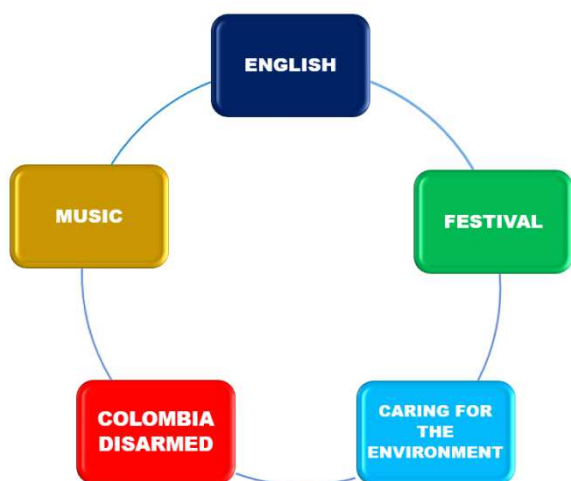 ENGLISH
MUSIC
FESTIVAL
COLOMBIA
DISARMED
CARING FOR
THE
ENVIRONMENT